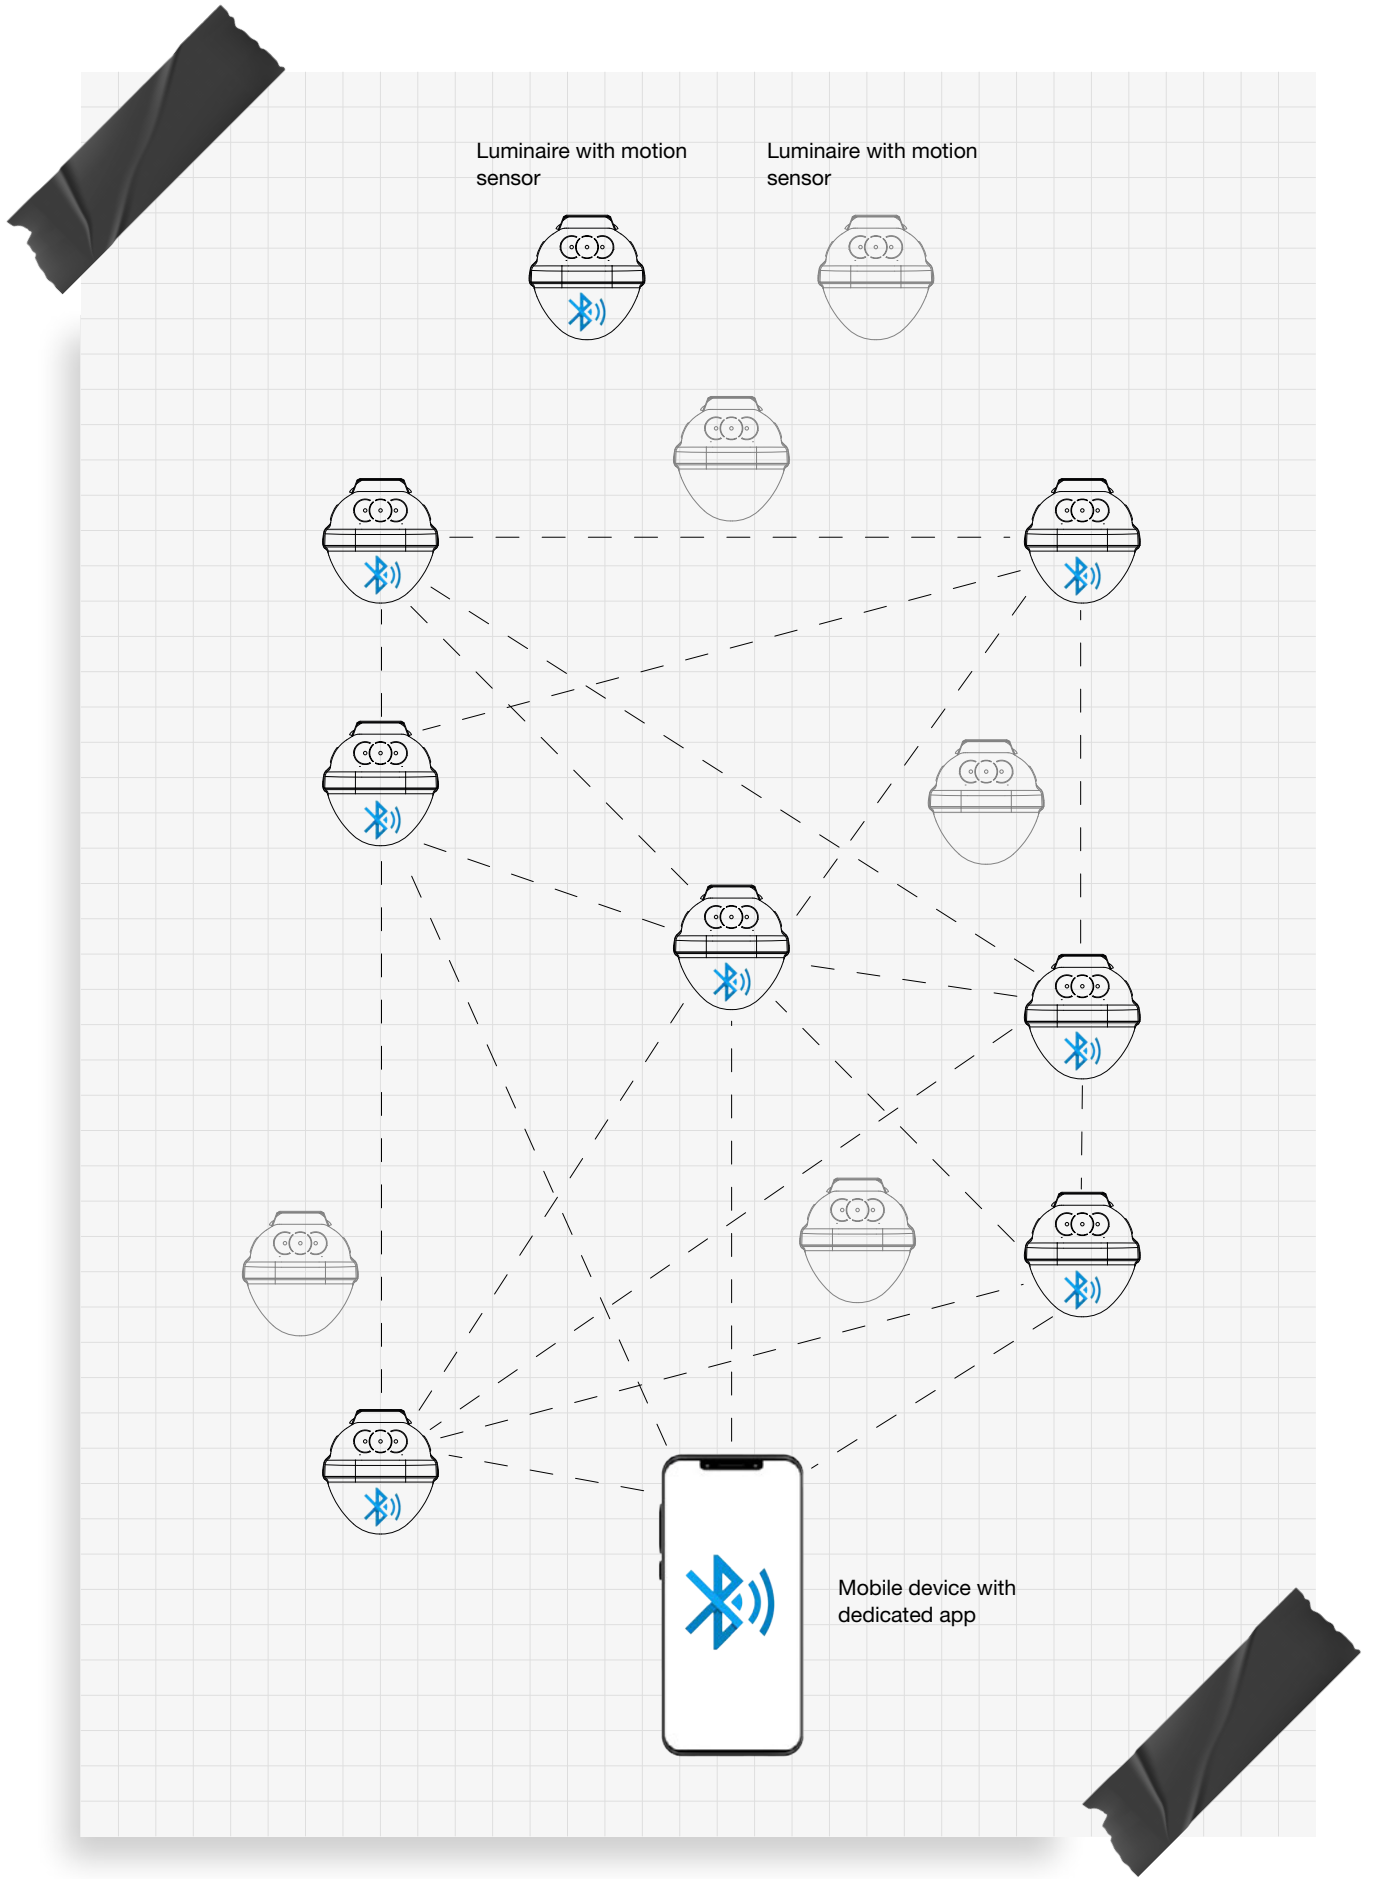 Luminaire with motion
sensor
Luminaire with motion
sensor
Mobile device with
dedicated app